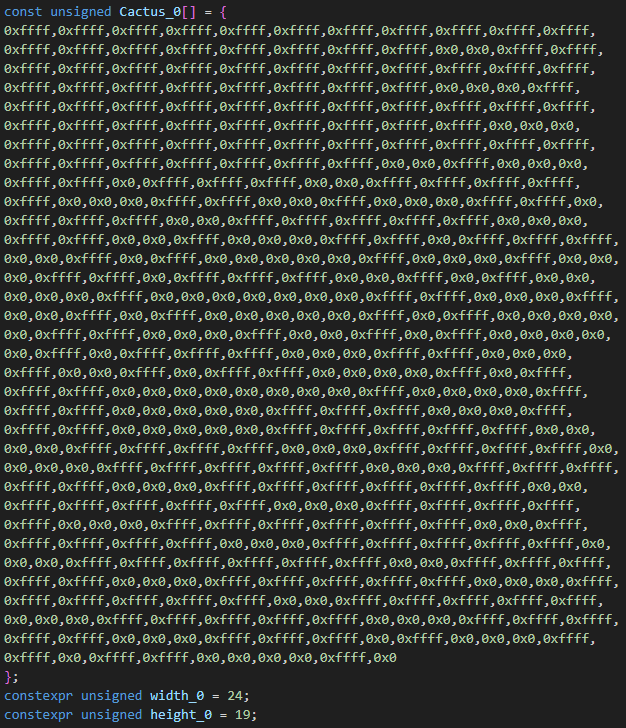 const unsigned Cactus_0[] = {
0xffff,0xffff,0xffff,0xffff,0xffff,0xffff,0xffff,0xffff,0xffff,0xffff,0xffff,
0xffff,0xffff,0xffff,0xffff,0xffff,0xffff,0xffff,0xffff,0x0,0x0,0xffff,0xffff,
0xffff,0xffff,0xffff,0xffff,0xffff,0xffff,0xffff,0xffff,0xffff,0xffff,0xffff,
0xffff,0xffff,0xffff,0xffff,0xffff,0xffff,0xffff,0xffff,0x0,0x0,0x0,0xffff,
0xffff,0xffff,0xffff,0xffff,0xffff,0xffff,0xffff,0xffff,0xffff,0xffff,0xffff,
0xffff,0xffff,0xffff,0xffff,0xffff,0xffff,0xffff,0xffff,0xffff,0x0,0x0,0x0,
0xffff,0xffff,0xffff,0xffff,0xffff,0xffff,0xffff,0xffff,0xffff,0xffff,0xffff,
0xffff,0xffff,0xffff,0xffff,0xffff,0xffff,0xffff,0x0,0x0,0xffff,0x0,0x0,0x0,
0xffff,0xffff,0x0,0xffff,0xffff,0xffff,0x0,0x0,0xffff,0xffff,0xffff,0xffff,
0xffff,0x0,0x0,0x0,0xffff,0xffff,0x0,0x0,0xffff,0x0,0x0,0x0,0xffff,0xffff,0x0,
0xffff,0xffff,0xffff,0x0,0x0,0xffff,0xffff,0xffff,0xffff,0xffff,0x0,0x0,0x0,
0xffff,0xffff,0x0,0x0,0xffff,0x0,0x0,0x0,0xffff,0xffff,0x0,0xffff,0xffff,0xffff,
0x0,0x0,0xffff,0x0,0xffff,0x0,0x0,0x0,0x0,0x0,0xffff,0x0,0x0,0x0,0xffff,0x0,0x0,
0x0,0xffff,0xffff,0x0,0xffff,0xffff,0xffff,0x0,0x0,0xffff,0x0,0xffff,0x0,0x0,
0x0,0x0,0x0,0xffff,0x0,0x0,0x0,0x0,0x0,0x0,0x0,0xffff,0xffff,0x0,0x0,0x0,0xffff,
0x0,0x0,0xffff,0x0,0xffff,0x0,0x0,0x0,0x0,0x0,0xffff,0x0,0xffff,0x0,0x0,0x0,0x0,
0x0,0xffff,0xffff,0x0,0x0,0x0,0xffff,0x0,0x0,0xffff,0x0,0xffff,0x0,0x0,0x0,0x0,
0x0,0xffff,0x0,0xffff,0xffff,0xffff,0x0,0x0,0x0,0xffff,0xffff,0x0,0x0,0x0,
0xffff,0x0,0x0,0xffff,0x0,0xffff,0xffff,0x0,0x0,0x0,0x0,0xffff,0x0,0xffff,
0xffff,0xffff,0x0,0x0,0x0,0x0,0x0,0x0,0x0,0x0,0xffff,0x0,0x0,0x0,0x0,0xffff,
0xffff,0xffff,0x0,0x0,0x0,0x0,0x0,0xffff,0xffff,0xffff,0x0,0x0,0x0,0xffff,
0xffff,0xffff,0x0,0x0,0x0,0x0,0x0,0xffff,0xffff,0xffff,0xffff,0xffff,0x0,0x0,
0x0,0x0,0xffff,0xffff,0xffff,0xffff,0x0,0x0,0x0,0xffff,0xffff,0xffff,0xffff,0x0,
0x0,0x0,0x0,0xffff,0xffff,0xffff,0xffff,0xffff,0x0,0x0,0x0,0xffff,0xffff,0xffff,
0xffff,0xffff,0x0,0x0,0x0,0xffff,0xffff,0xffff,0xffff,0xffff,0xffff,0x0,0x0,
0xffff,0xffff,0xffff,0xffff,0xffff,0x0,0x0,0x0,0xffff,0xffff,0xffff,0xffff,
0xffff,0x0,0x0,0x0,0xffff,0xffff,0xffff,0xffff,0xffff,0xffff,0x0,0x0,0xffff,
0xffff,0xffff,0xffff,0xffff,0x0,0x0,0x0,0xffff,0xffff,0xffff,0xffff,0xffff,0x0,
0x0,0x0,0xffff,0xffff,0xffff,0xffff,0xffff,0xffff,0x0,0x0,0xffff,0xffff,0xffff,
0xffff,0xffff,0x0,0x0,0x0,0xffff,0xffff,0xffff,0xffff,0xffff,0x0,0x0,0x0,0xffff,
0xffff,0xffff,0xffff,0xffff,0xffff,0x0,0x0,0xffff,0xffff,0xffff,0xffff,0xffff,
0x0,0x0,0x0,0xffff,0xffff,0xffff,0xffff,0xffff,0x0,0x0,0x0,0xffff,0xffff,0xffff,
0xffff,0xffff,0x0,0x0,0x0,0xffff,0xffff,0xffff,0x0,0xffff,0x0,0x0,0x0,0xffff,
0xffff,0x0,0xffff,0xffff,0x0,0x0,0x0,0x0,0xffff,0x0
};
constexpr unsigned width_0 = 24;
constexpr unsigned height_0 = 19;